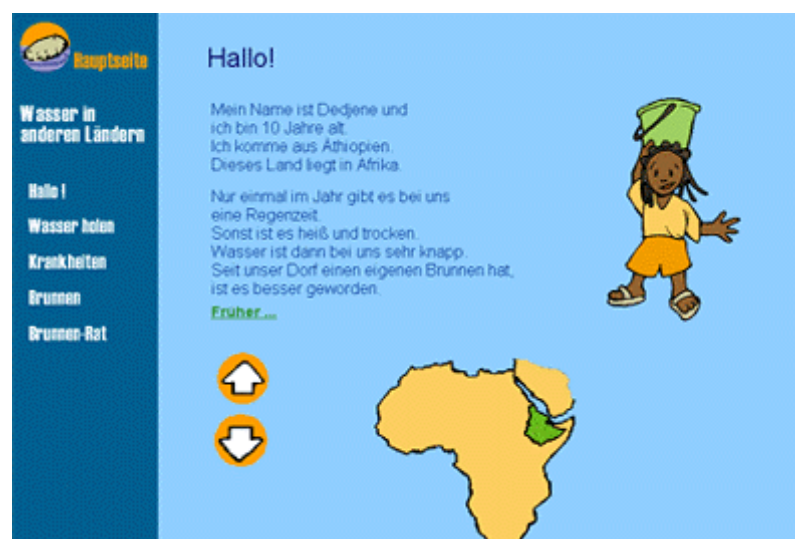 Hauptseite
Wasser in
anderen Ländern
Hallo !
Wasser holen
Krankheiten
Brunnen
Brunnen-Rat
Hallo!
Mein Name ist Dedjene und
ich bin 10 Jahre alt.
Ich komme aus Äthiopien.
Dieses Land liegt in Afrika.
Nur einmal im Jahr gibt es bei uns
eine Regenzeit.
Sonst ist es heiß und trocken.
Wasser ist dann bei uns sehr knapp.
Seit unser Dorf einen eigenen Brunnen hat,
ist es besser geworden.
Früher ...